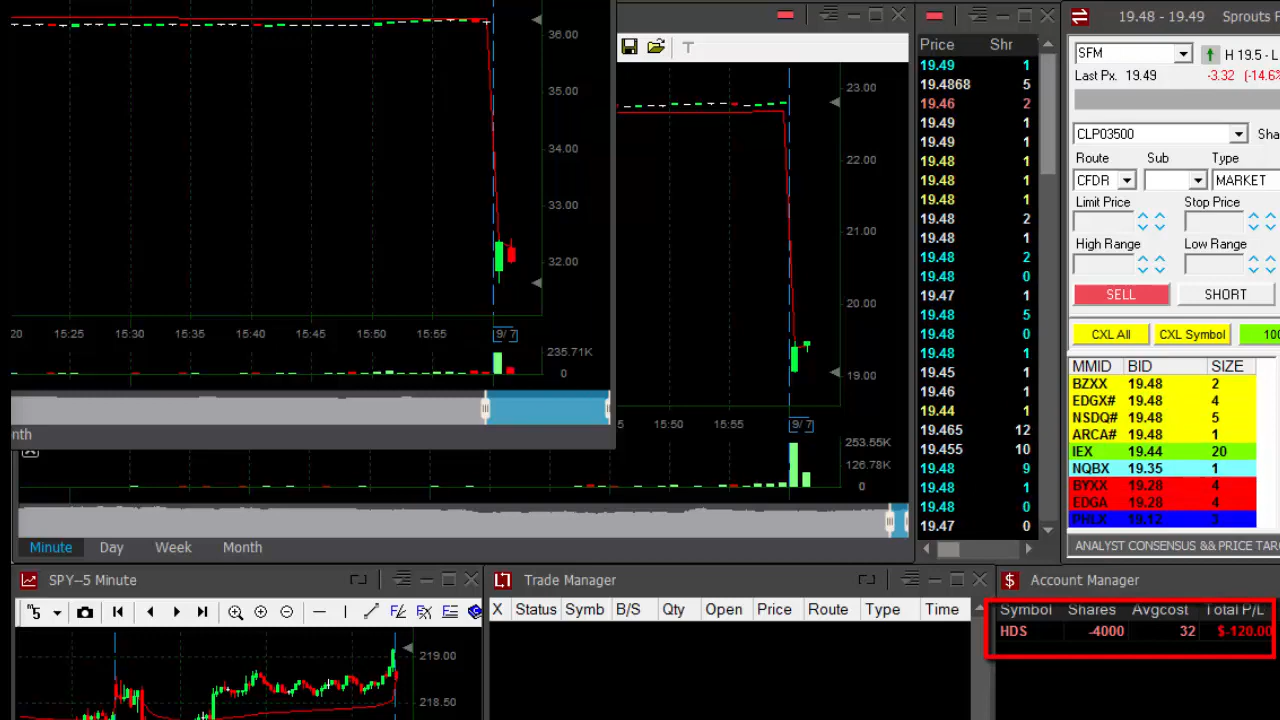 36.00
35.00
34.00
33.00
32.00
20 15:25 15:30 15:35 15:40 15:45 15:50 15:55 9/ 7
235.71K
0
nth
T
23.00
22.00
21.00
20.00
19.00
5 15:50 15:55 9/ 7
253.55K
126.78K
0
Minute Day Week Month
Price Shr
19.49 1
19.4868 5
19.46 2
19.49 1
19.49 1
19.48 1
19.48 1
19.48 1
19.48 2
19.48 1
19.48 2
19.48 0
19.47 1
19.48 5
19.48 0
19.48 1
19.45 1
19.46 1
19.44 1
19.465 12
19.455 10
19.48 9
19.48 1
19.48 0
19.47 0
19.48 - 19.49 Sprouts F
SFM H 19.5 - L
Last Px. 19.49 -3.32 (-14.6%
CLP03500 Sha
Route Sub Type
CFDR MARKET
Limit Price Stop Price
High Range Low Range
SELL SHORT
CXL All CXL Symbol 100
MMID BID SIZE
BZXX 19.48 2
EDGX# 19.48 4
NSDQ# 19.48 5
ARCA# 19.48 1
IEX 19.44 20
NQBX 19.35 1
BYXX 19.28 4
EDGA 19.28 4
PHLX 19.12 3
ANALYST CONSENSUS && PRICE TAR
SPY--5 Minute
5
219.00
218.50
Trade Manager
X Status Symb B/S Qty Open Price Route Type Time
Account Manager
Symbol Shares Avgcost Total P/L
HDS -4000 32 $-120.00